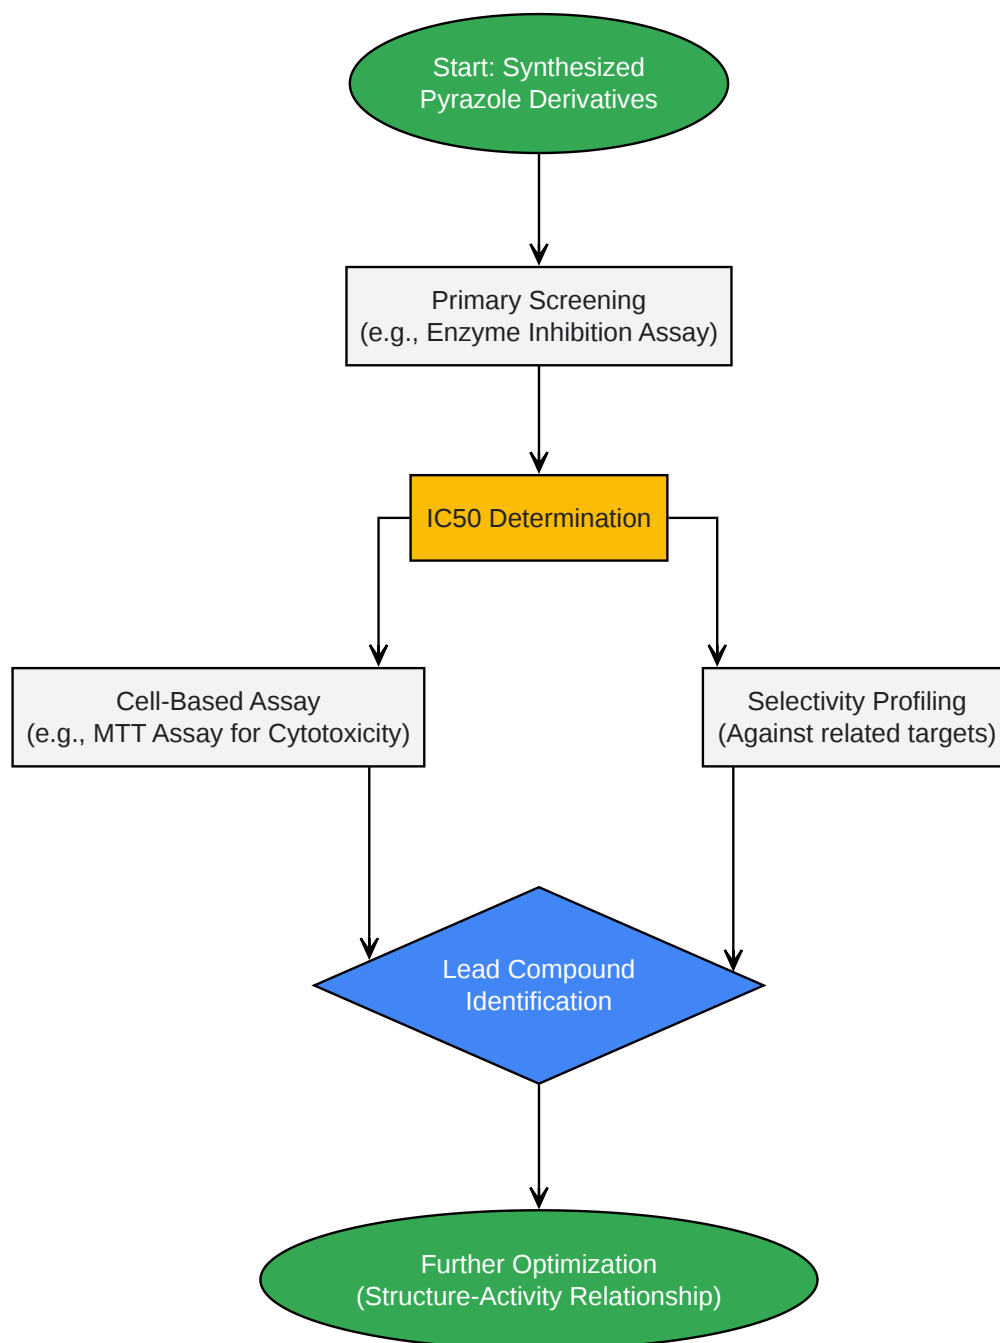 Start: Synthesized
Pyrazole Derivatives
Primary Screening
(e.g., Enzyme Inhibition Assay)
IC50 Determination
Cell-Based Assay
(e.g., MTT Assay for Cytotoxicity)
Selectivity Profiling
(Against related targets)
Lead Compound
Identification
Further Optimization
(Structure-Activity Relationship)